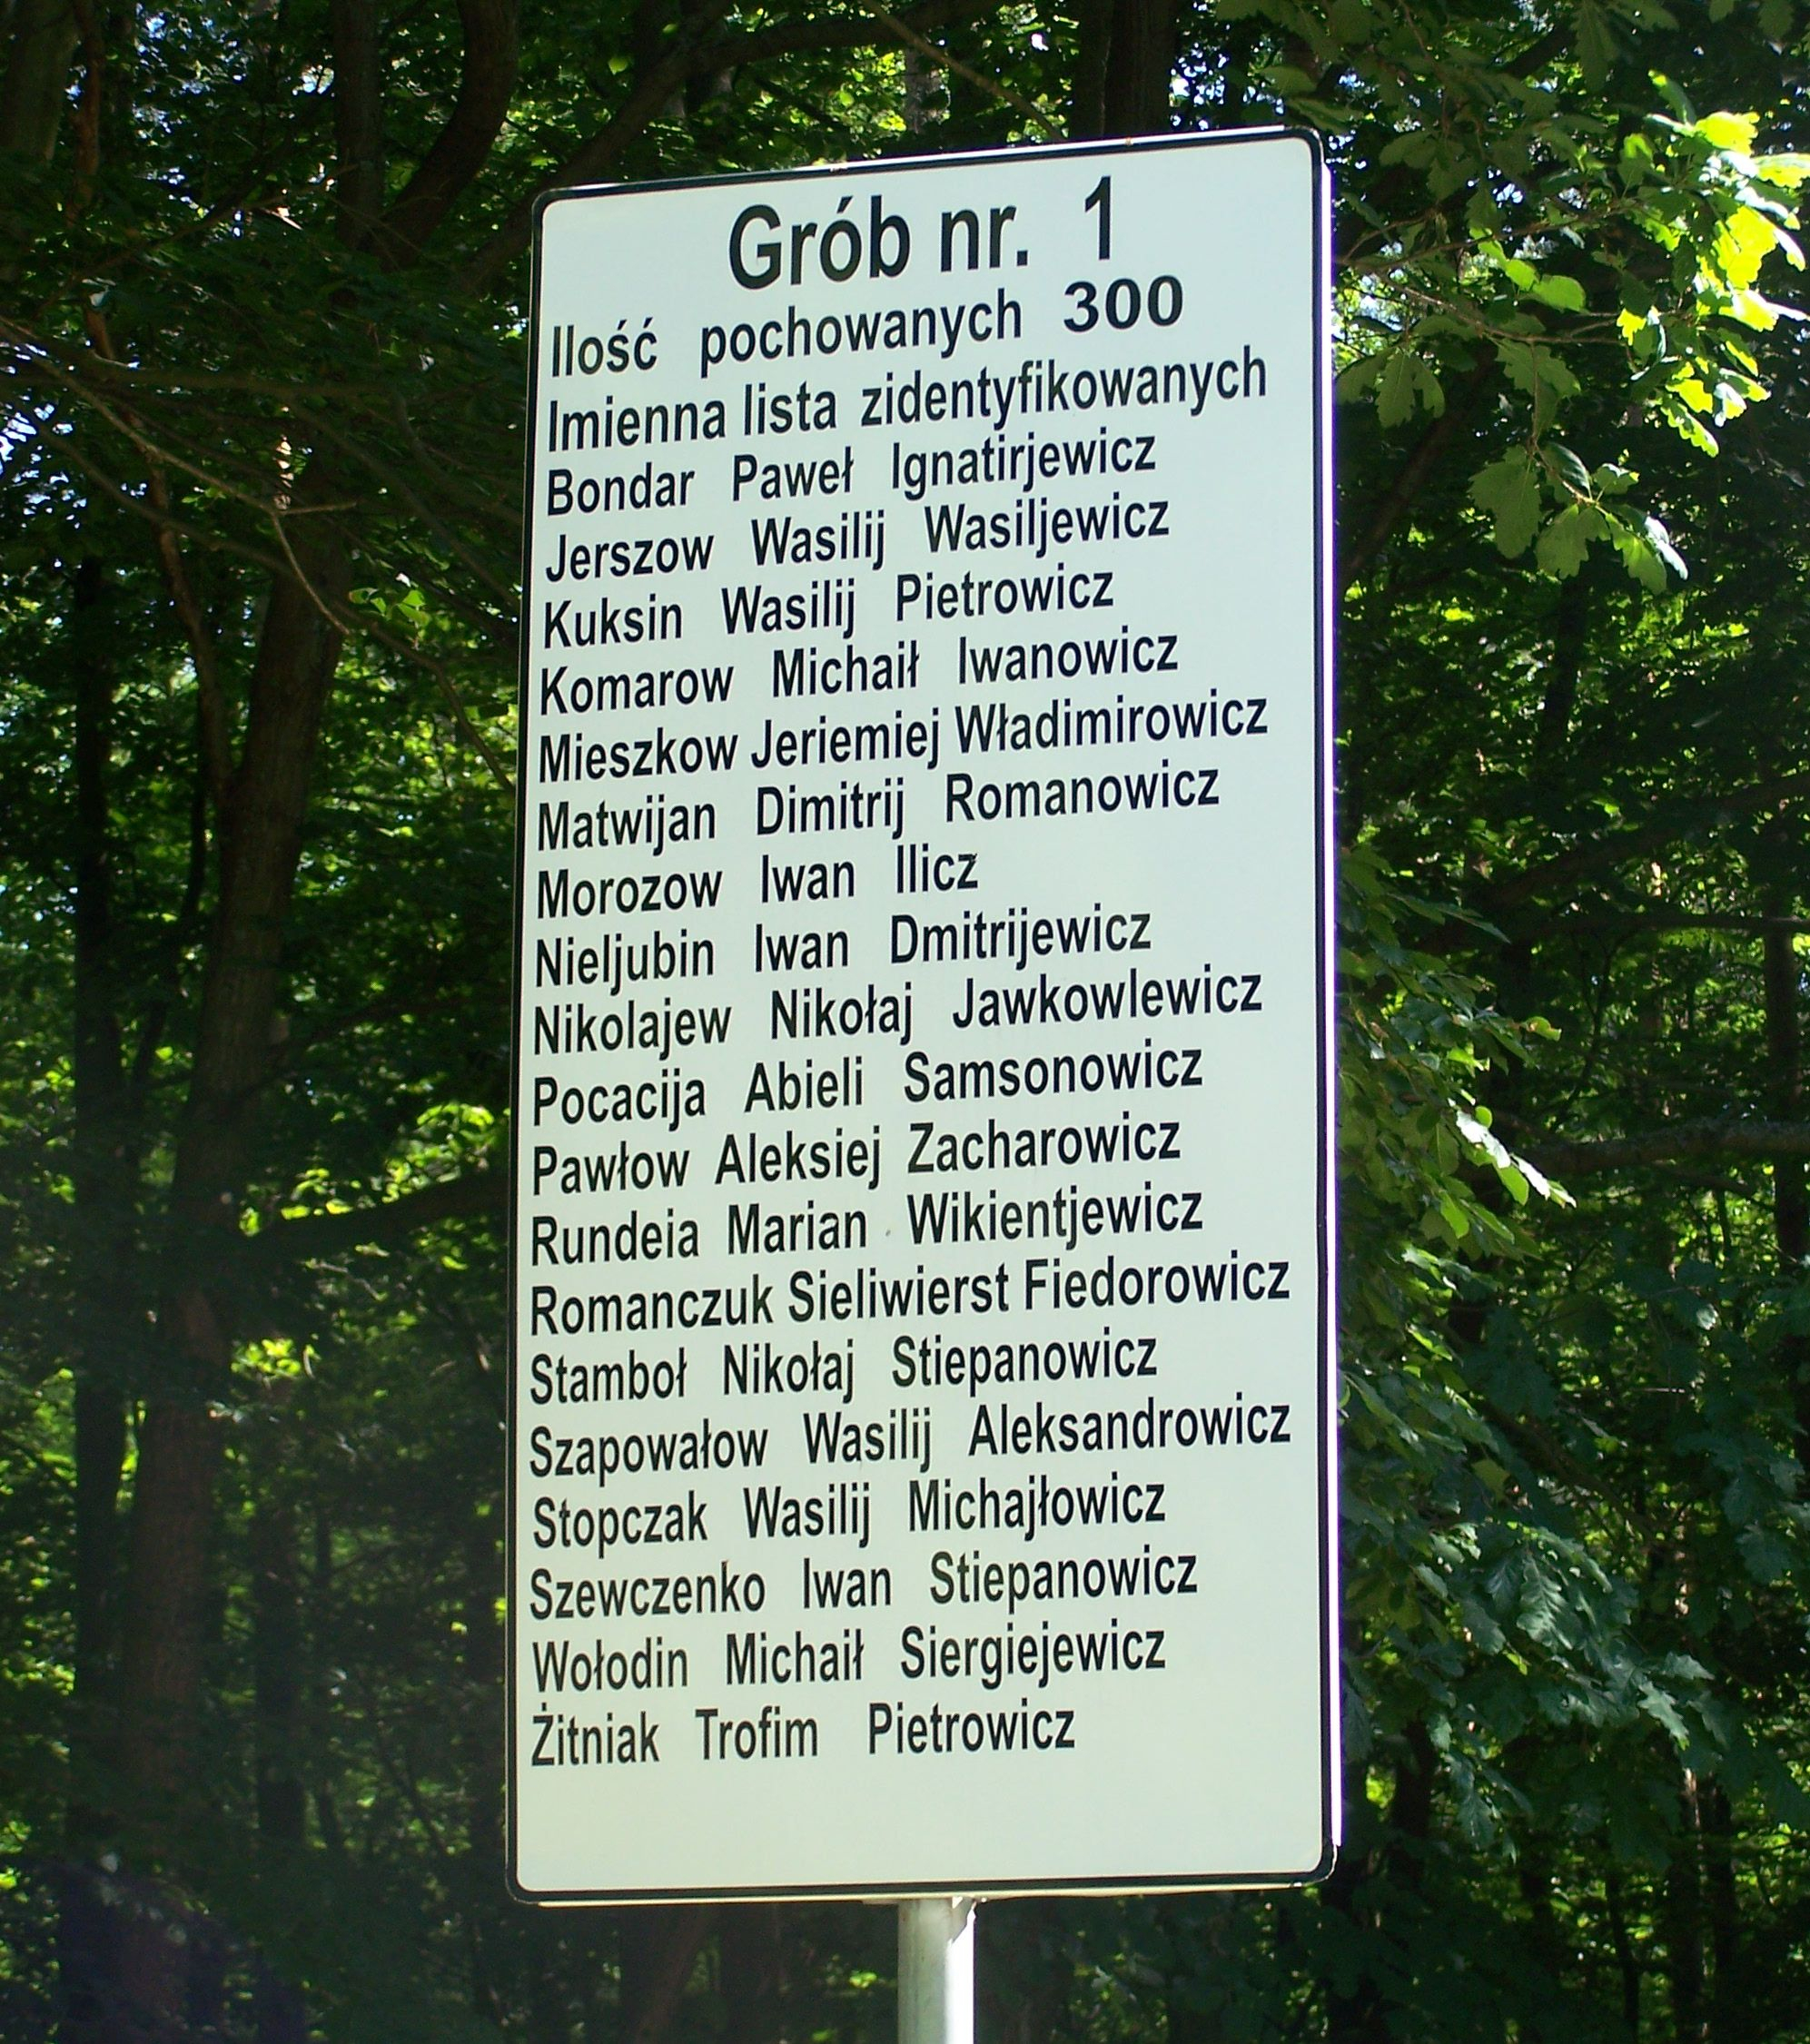 Grób nr. 1
Ilość pochowanych 300
Imienna lista zidentyfikowanych
Bondar Paweł Ignatirjewicz
Jerszow Wasilij Wasiljewicz
Kuksin Wasilij Pietrowicz
Komarow Michaił Iwanowicz
Mieszkow Jeriemiej Władimirowicz
Matwijan Dimitrij Romanowicz
Morozow Iwan Ilicz
Nieljubin Iwan Dmitrijewicz
Nikolajew Nikołaj Jawkowlewicz
Pocacija Abieli Samsonowicz
Pawłow Aleksiej Zacharowicz
Rundeia Marian Wikientjewicz
Romanczuk Sieliwierst Fiedorowicz
Stamboł Nikołaj Stiepanowicz
Szapowałow Wasilij Aleksandrowicz
Stopczak Wasilij Michajłowicz
Szewczenko Iwan Stiepanowicz
Wołodin Michaił Siergiejewicz
Żitniak Trofim Pietrowicz